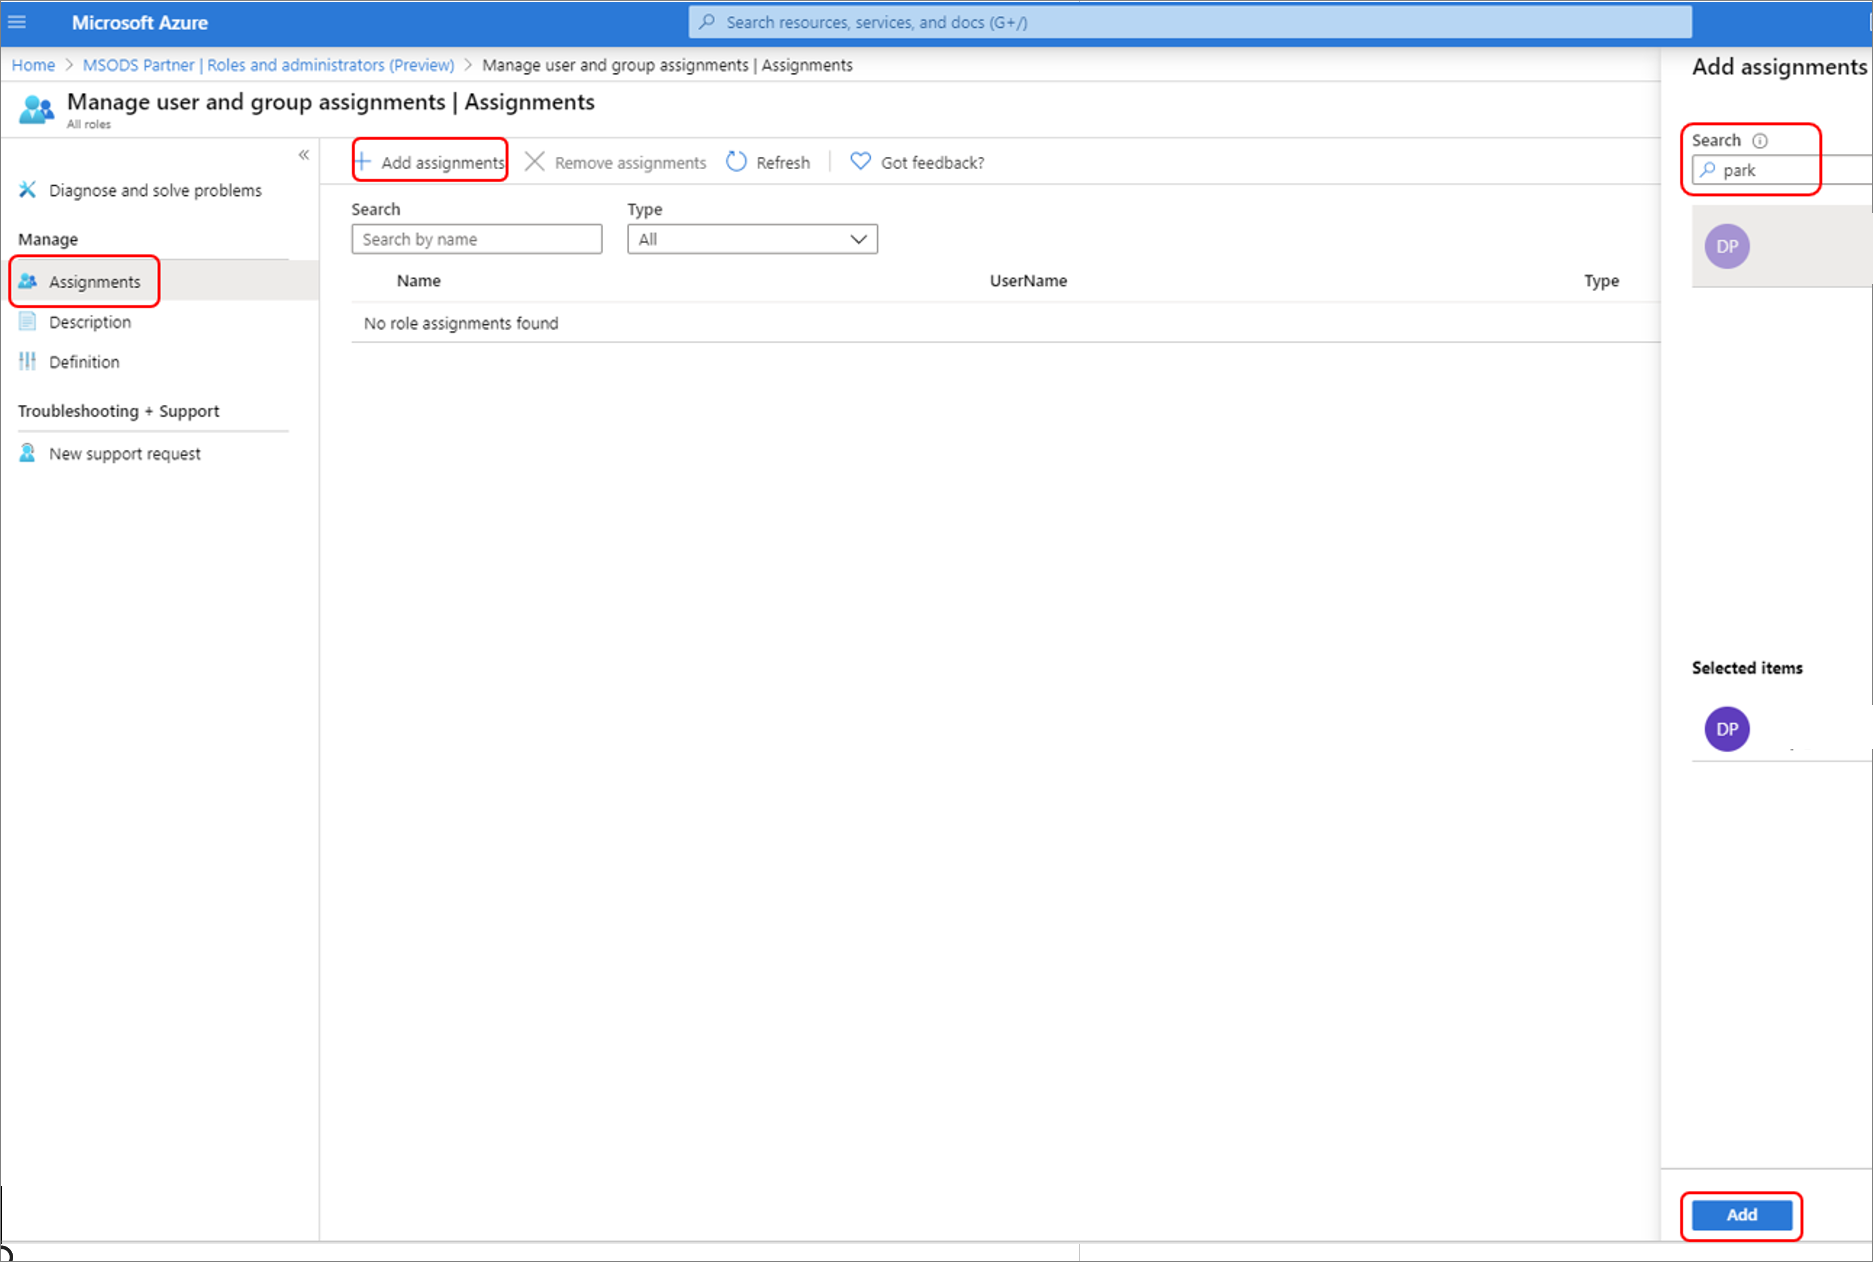 Microsoft Azure
Search resources, services, and docs (G+/)
Home > MSODS Partner | Roles and administrators (Preview) > Manage user and group assignments | Assignments
Manage user and group assignments | Assignments
All roles
«
Diagnose and solve problems
Manage
Assignments
Description
Definition
Troubleshooting + Support
New support request
Add assignments
Remove assignments
Refresh
Got feedback?
Search
Type
Search by name
All
Name
UserName
Type
No role assignments found
Add assignments
Search
park
DP
Selected items
DP
Add